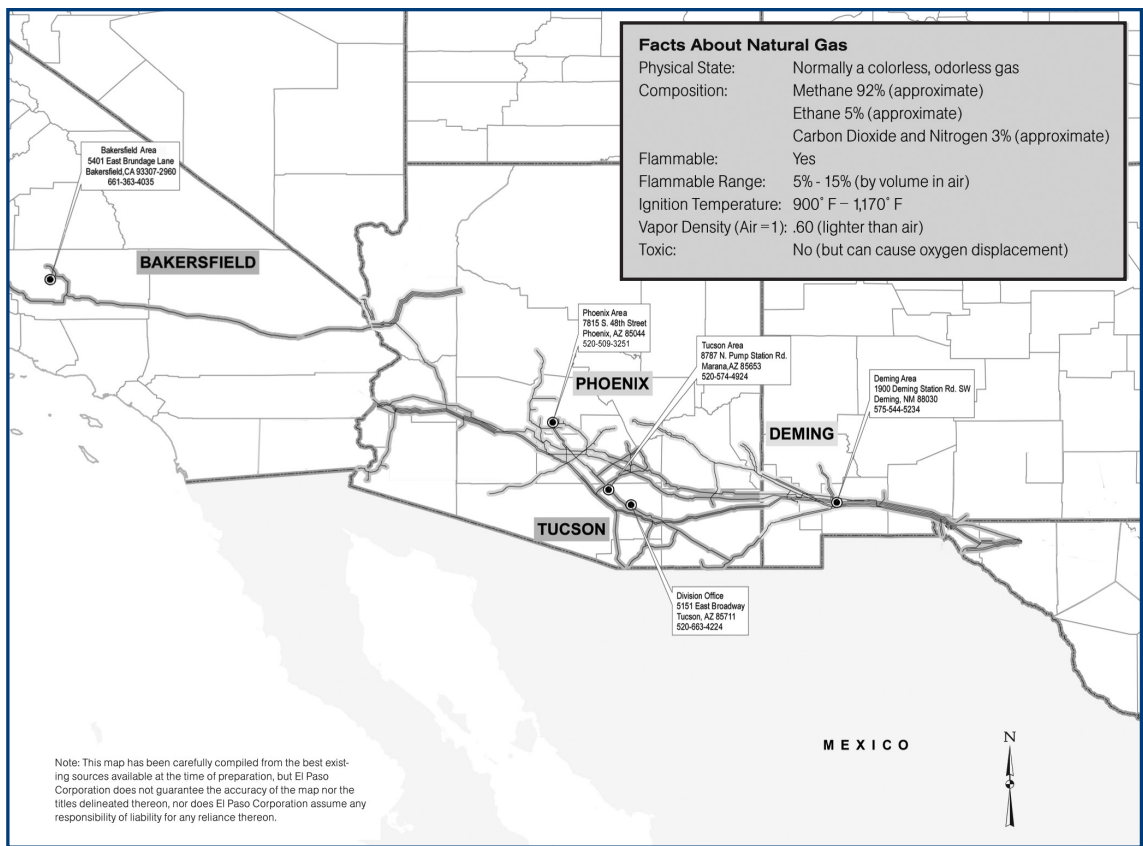 Facts About Natural Gas
Physical State: Normally a colorless, odorless gas
Composition: Methane 92% (approximate)
Ethane 5% (approximate)
Carbon Dioxide and Nitrogen 3% (approximate)
Flammable: Yes
Flammable Range: 5% - 15% (by volume in air)
Ignition Temperature: 900° F – 1,170° F
Vapor Density (Air =1): .60 (lighter than air)
Toxic: No (but can cause oxygen displacement)
Bakersfield Area
5401 East Brundage Lane
Bakersfield,CA 93307-2960
661-363-4035
BAKERSFIELD
Phoenix Area
7815 S. 48th Street
Phoenix, AZ 85044
520-509-3251
PHOENIX
Tucson Area
8787 N. Pump Station Rd.
Marana,AZ 85653
520-574-4924
Deming Area
1900 Deming Station Rd. SW
Deming, NM 88030
575-544-5234
DEMING
TUCSON
Division Office
5151 East Broadway
Tucson, AZ 85711
520-663-4224
MEXICO
N
Note: This map has been carefully compiled from the best exist-
ing sources available at the time of preparation, but El Paso
Corporation does not guarantee the accuracy of the map nor the
titles delineated thereon, nor does El Paso Corporation assume any
responsibility of liability for any reliance thereon.